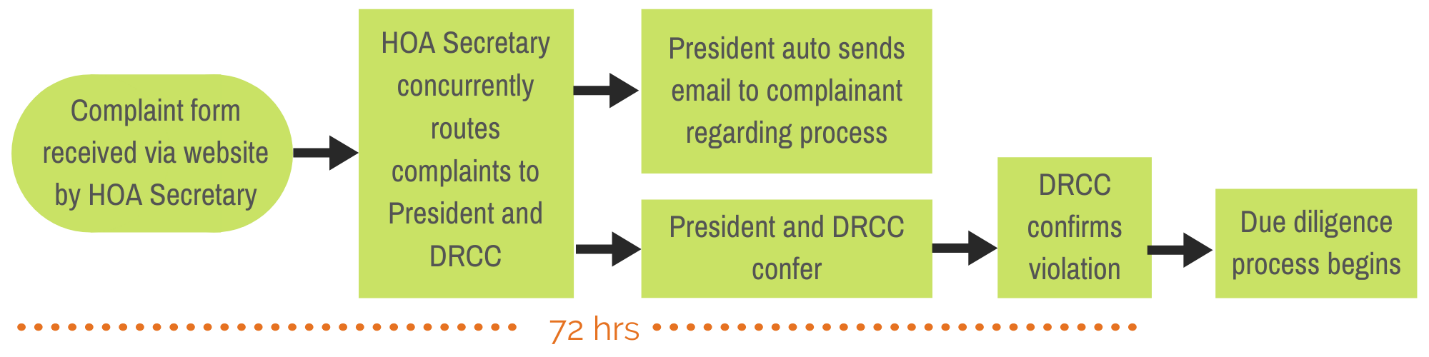 Complaint form
received via website
by HOA Secretary
HOA Secretary
concurrently
routes
complaints to
President and
DRCC
President auto sends
email to complainant
regarding process
President and DRCC
confer
DRCC
confirms
violation
Due diligence
process begins
72 hrs